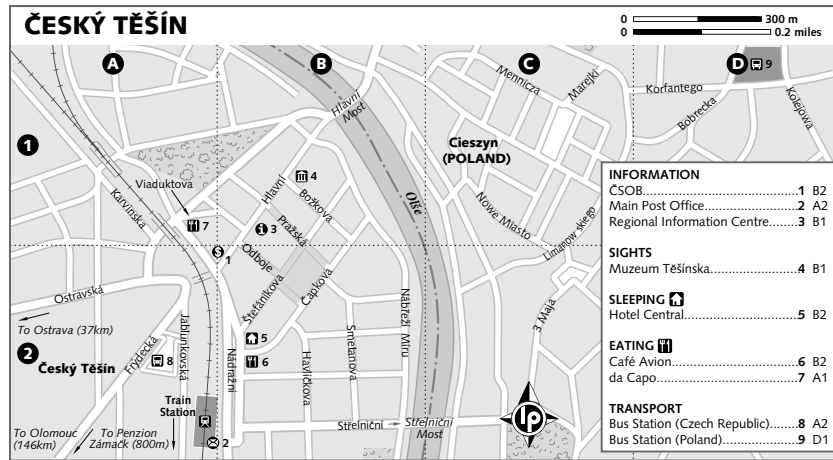 ČESKÝ TĚŠÍN
0 300 m
0 0.2 miles
A
B
C
D
9
Mennicza
Marejki
Korfantego
Bobrecka
Kolejowa
Hlavní
Most
1
Cieszyn
(POLAND)
4
Viaduktova
Hlavní
Božkova
Karvinska
Olše
Nowe Miasto
Limanowskiego
7
3
Pražská
1
Odboje
Štefánikova
Čapkova
Ostravská
To Ostrava (37km)
Jablunkovská
Nábřeží Míru
3 Maja
2
Český Těšín
Frýdecká
8
5
6
Nádražní
Havlíčkova
Smetanova
Train
Station
Střelniční
Střelniční
Most
lp
To Olomouc
(146km)
To Penzion
Zámačk (800m)
2
INFORMATION
ČSOB 1 B2
Main Post Office 2 A2
Regional Information Centre 3 B1
SIGHTS
Muzeum Těšínska 4 B1
SLEEPING
Hotel Central 5 B2
EATING
Café Avion 6 B2
da Capo 7 A1
TRANSPORT
Bus Station (Czech Republic) 8 A2
Bus Station (Poland) 9 D1